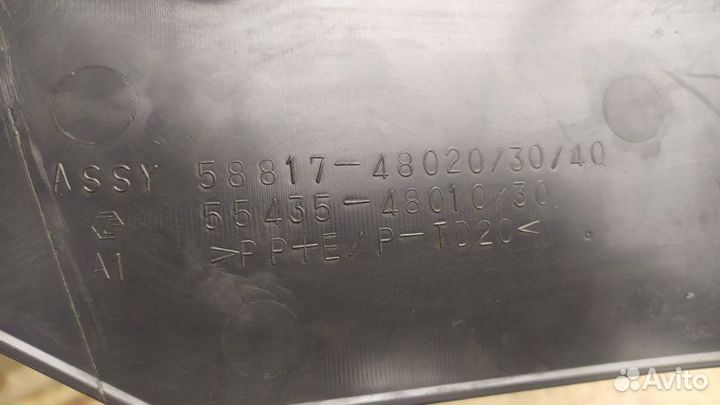 ASSY 58817-48020/30/40
55435-48010/30
A1 >PP+E/P-TD20<
Avito